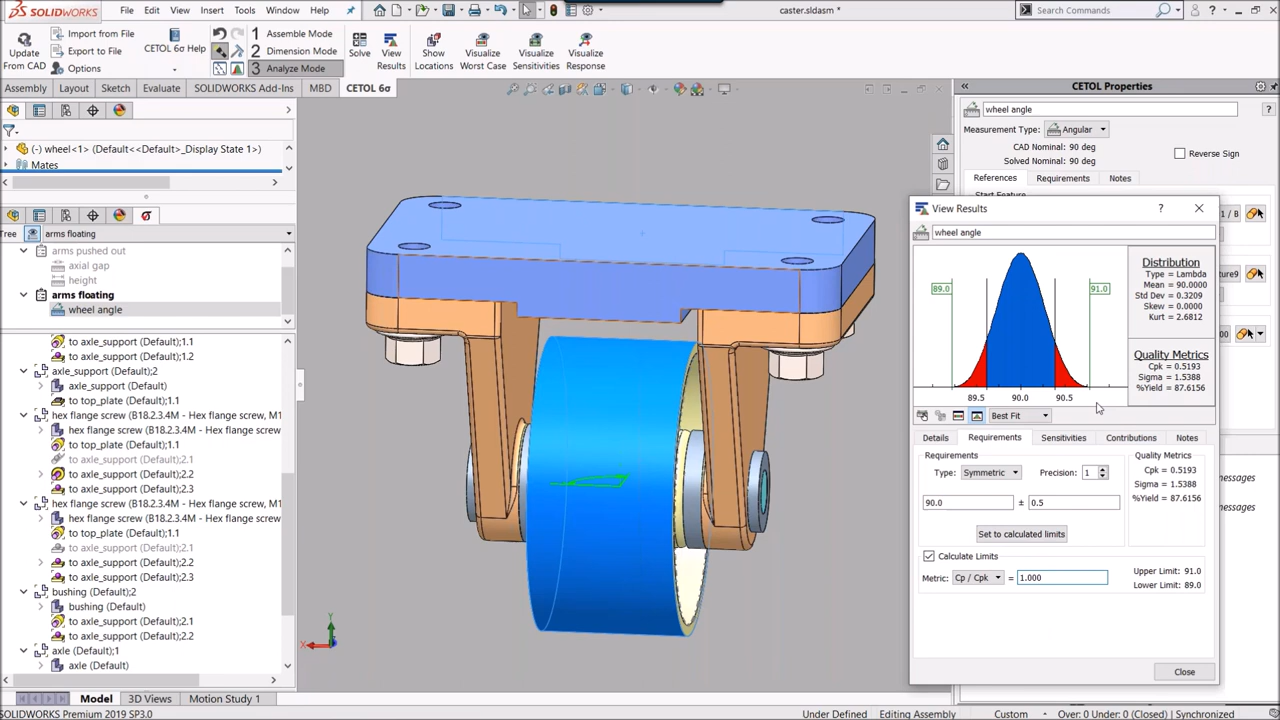 SOLIDWORKS File Edit View Insert Tools Window caster.sldasm * Search Commands
Update From CAD
Import from File
Export to File
Options
CETOL 6σ Help
1 Assemble Mode
2 Dimension Mode
3 Analyze Mode
Solve
View Results
Show Locations
Visualize Worst Case
Visualize Sensitivities
Visualize Response
Assembly Layout Sketch Evaluate SOLIDWORKS Add-Ins MBD CETOL 6σ
(-) wheel<1> (Default<<Default>_Display State 1>)
Mates
Tree arms floating
arms pushed out
axial gap
height
arms floating
wheel angle
to axle_support (Default);1.1
to axle_support (Default);1.2
axle_support (Default);2
axle_support (Default)
to top_plate (Default);1.1
hex flange screw (B18.2.3.4M - Hex flange screw, M1
hex flange screw (B18.2.3.4M - Hex flange scre
to top_plate (Default);1.1
to axle_support (Default);2.1
to axle_support (Default);2.2
to axle_support (Default);2.3
hex flange screw (B18.2.3.4M - Hex flange screw, M1
hex flange screw (B18.2.3.4M - Hex flange scre
to top_plate (Default);1.1
to axle_support (Default);2.1
to axle_support (Default);2.2
to axle_support (Default);2.3
bushing (Default);2
bushing (Default)
to axle_support (Default);2.1
to axle_support (Default);2.2
axle (Default);1
axle (Default)
Y
X
Model 3D Views Motion Study 1
Under Defined Editing Assembly Custom Over: 0 Under: 0 (Closed) Synchronized
SOLIDWORKS Premium 2019 SP3.0
CETOL Properties
wheel angle
Measurement Type: Angular
CAD Nominal: 90 deg
Solved Nominal: 90 deg
Reverse Sign
References Requirements Notes
Start Feature
1 / B
ture9
00
messages
messages
View Results
wheel angle
89.0
91.0
89.5 90.0 90.5
Distribution
Type = Lambda
Mean = 90.0000
Std Dev = 0.3209
Skew = 0.0000
Kurt = 2.6812
Quality Metrics
Cpk = 0.5193
Sigma = 1.5388
%Yield = 87.6156
Best Fit
Details Requirements Sensitivities Contributions Notes
Requirements
Type: Symmetric Precision: 1
90.0 ± 0.5
Set to calculated limits
Calculate Limits
Metric: Cp / Cpk = 1.000
Quality Metrics
Cpk = 0.5193
Sigma = 1.5388
%Yield = 87.6156
Upper Limit: 91.0
Lower Limit: 89.0
Close